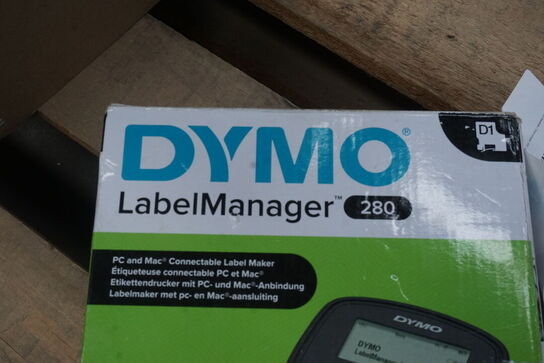 DYMO®
D1
LabelManager™ 280
PC and Mac® Connectable Label Maker
Étiqueteuse connectable PC et Mac®
Etikettendrucker mit PC- und Mac®-Anbindung
Labelmaker met pc- en Mac®-aansluiting
DYMO
DYMO
LabelManager